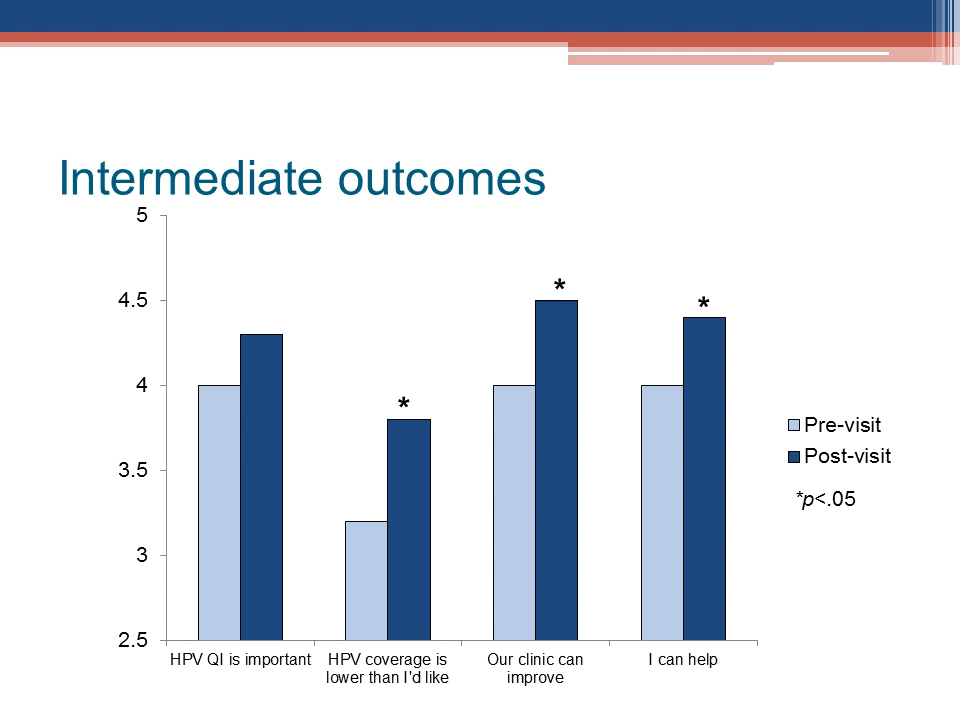 Intermediate outcomes
5
4.5
4
3.5
3
2.5
*
*
*
*
HPV QI is important
HPV coverage is
lower than I'd like
Our clinic can
improve
I can help
Pre-visit
Post-visit
*p<.05